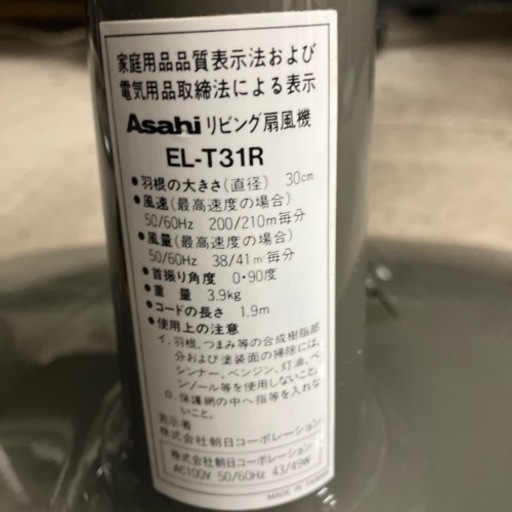 家庭用品品質表示法および
電気用品取締法による表示
Asahiリビング扇風機
EL-T31R
●羽根の大きさ(直径) 30cm
●風速(最高速度の場合)
50/60Hz 200/210m毎分
●風量(最高速度の場合)
50/60Hz 38/41m³毎分
●首振り角度 0・90度
●重量 3.9kg
●コードの長さ 1.9m
●使用上の注意
イ.羽根、つまみ等の合成樹脂部
分および塗装面の掃除には、
シンナー、ベンジン、灯油、ベ
ンゾール等を使用しないこと。
ロ.保護網の中へ指等を入れな
いこと。
表示者
株式会社朝日コーポレーション
株式会社朝日コーポレーション
AC100V 50/60Hz 43/49W
MADE IN TAIWAN